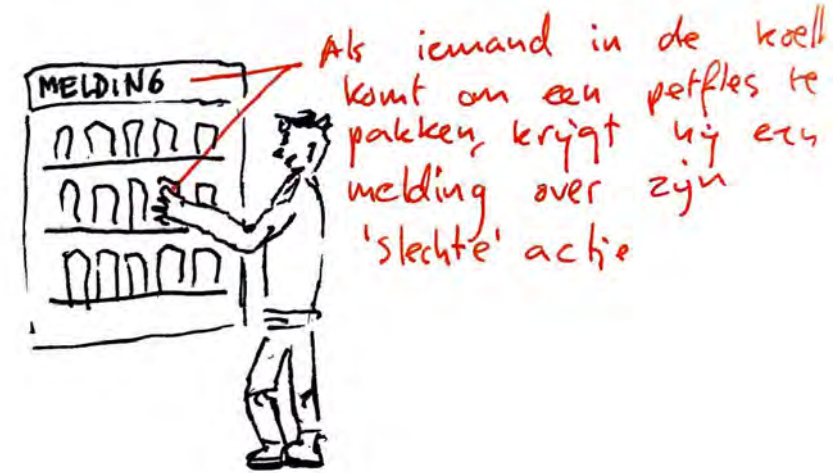 MELDING
Als iemand in de koell
komt om een petfles te
pakken, krijgt hij een
melding over zijn
'slechte' actie